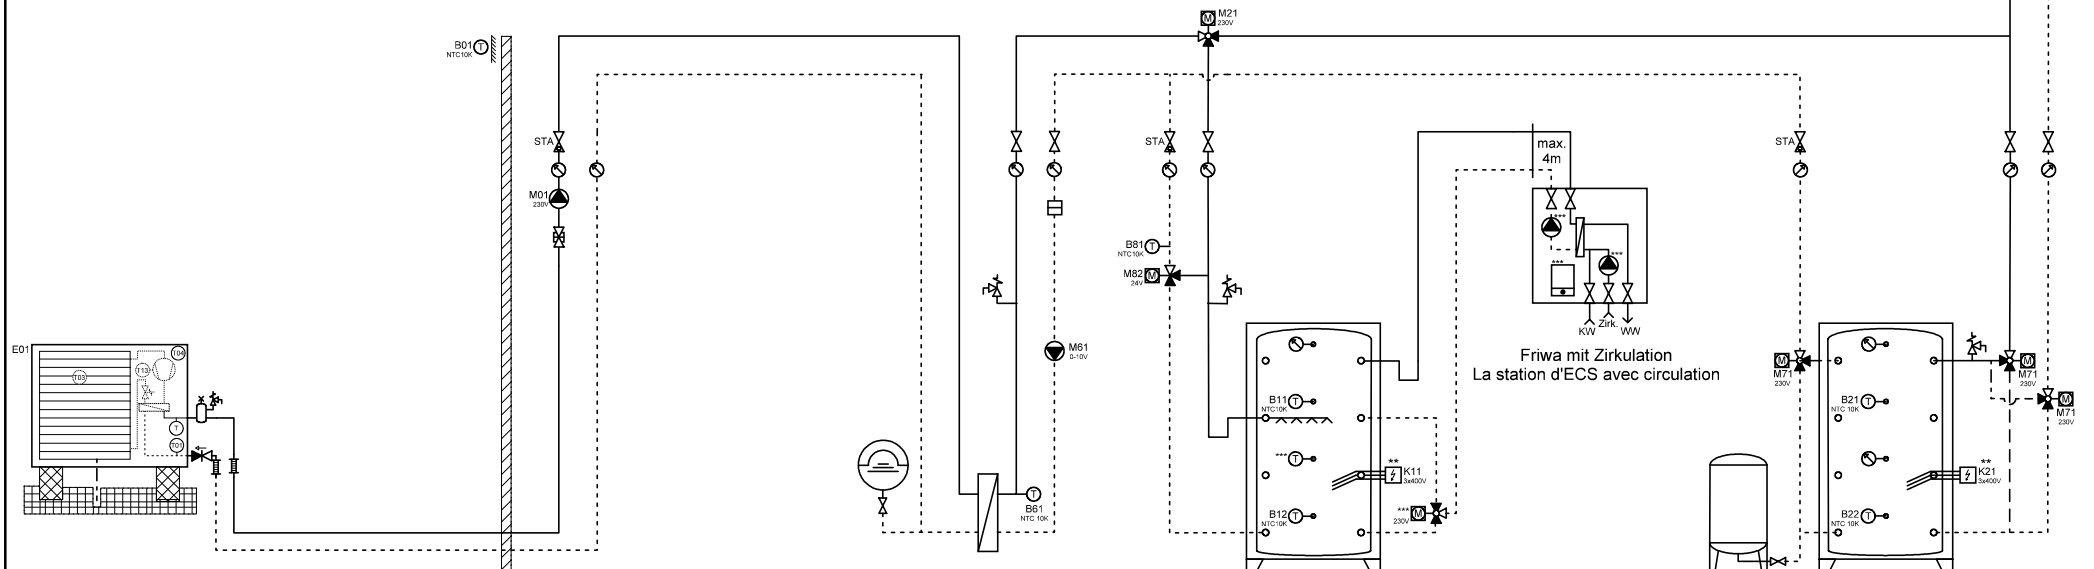 M21
230V
B01
NTC10K
STA
STA
STA
max.
4m
M01
230V
***
***
***
B81
NTC10K
M82
24V
KW
Zirk.
WW
Friwa mit Zirkulation
La station d'ECS avec circulation
M61
0-10V
E01
T04
T13
T03
T
T01
M71
230V
M71
230V
M71
230V
B11
NTC10K
B21
NTC 10K
***
**
K11
3x400V
**
K21
3x400V
B61
NTC 10K
B12
NTC10K
***
230V
B22
NTC 10K